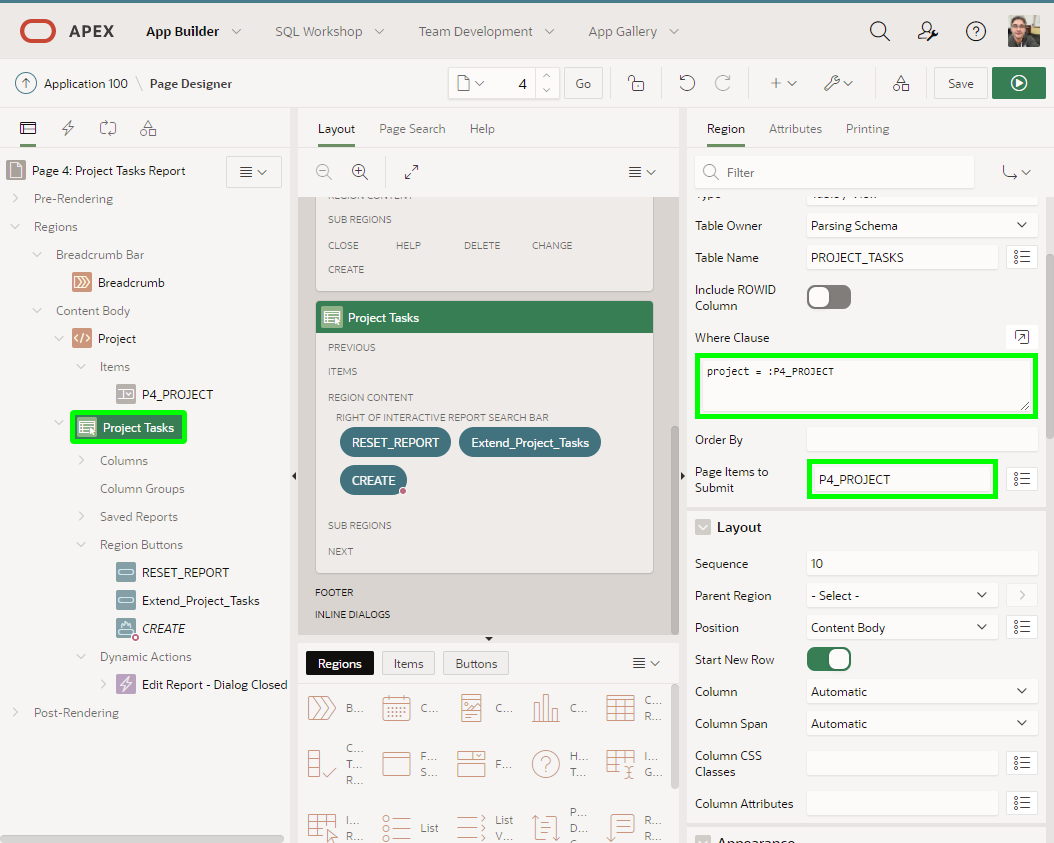 APEX
App Builder
SQL Workshop
Team Development
App Gallery
Application 100 \ Page Designer
4
Go
Save
Page 4: Project Tasks Report
Pre-Rendering
Regions
Breadcrumb Bar
Breadcrumb
Content Body
Project
Items
P4_PROJECT
Project Tasks
Columns
Column Groups
Saved Reports
Region Buttons
RESET_REPORT
Extend_Project_Tasks
CREATE
Dynamic Actions
Edit Report - Dialog Closed
Post-Rendering
Layout
Page Search
Help
REGION CONTENT
SUB REGIONS
CLOSE
HELP
DELETE
CHANGE
CREATE
Project Tasks
PREVIOUS
ITEMS
REGION CONTENT
RIGHT OF INTERACTIVE REPORT SEARCH BAR
RESET_REPORT
Extend_Project_Tasks
CREATE
SUB REGIONS
NEXT
FOOTER
INLINE DIALOGS
Regions
Items
Buttons
B...
C...
C...
C...
C...
R...
C...
T...
R...
F...
S...
F...
H...
T...
I...
G...
I...
R...
List
List
V...
P...
D...
C...
R...
R...
Region
Attributes
Printing
Filter
Type
Table / View
Table Owner
Parsing Schema
Table Name
PROJECT_TASKS
Include ROWID
Column
Where Clause
project = :P4_PROJECT
Order By
Page Items to
Submit
P4_PROJECT
Layout
Sequence
10
Parent Region
- Select -
Position
Content Body
Start New Row
Column
Automatic
Column Span
Automatic
Column CSS
Classes
Column Attributes
Appearance